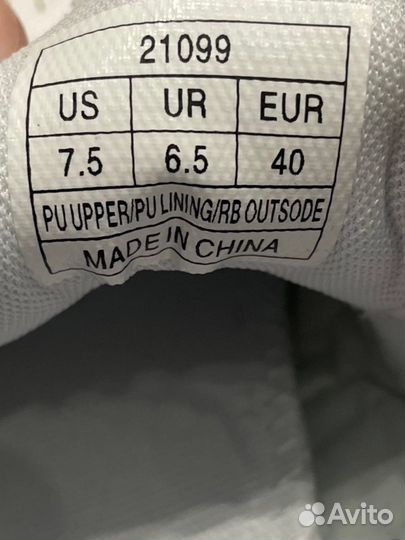 21099
US UR EUR
7.5 6.5 40
PU UPPER/PU LINING/RB OUTSODE
MADE IN CHINA
Avito